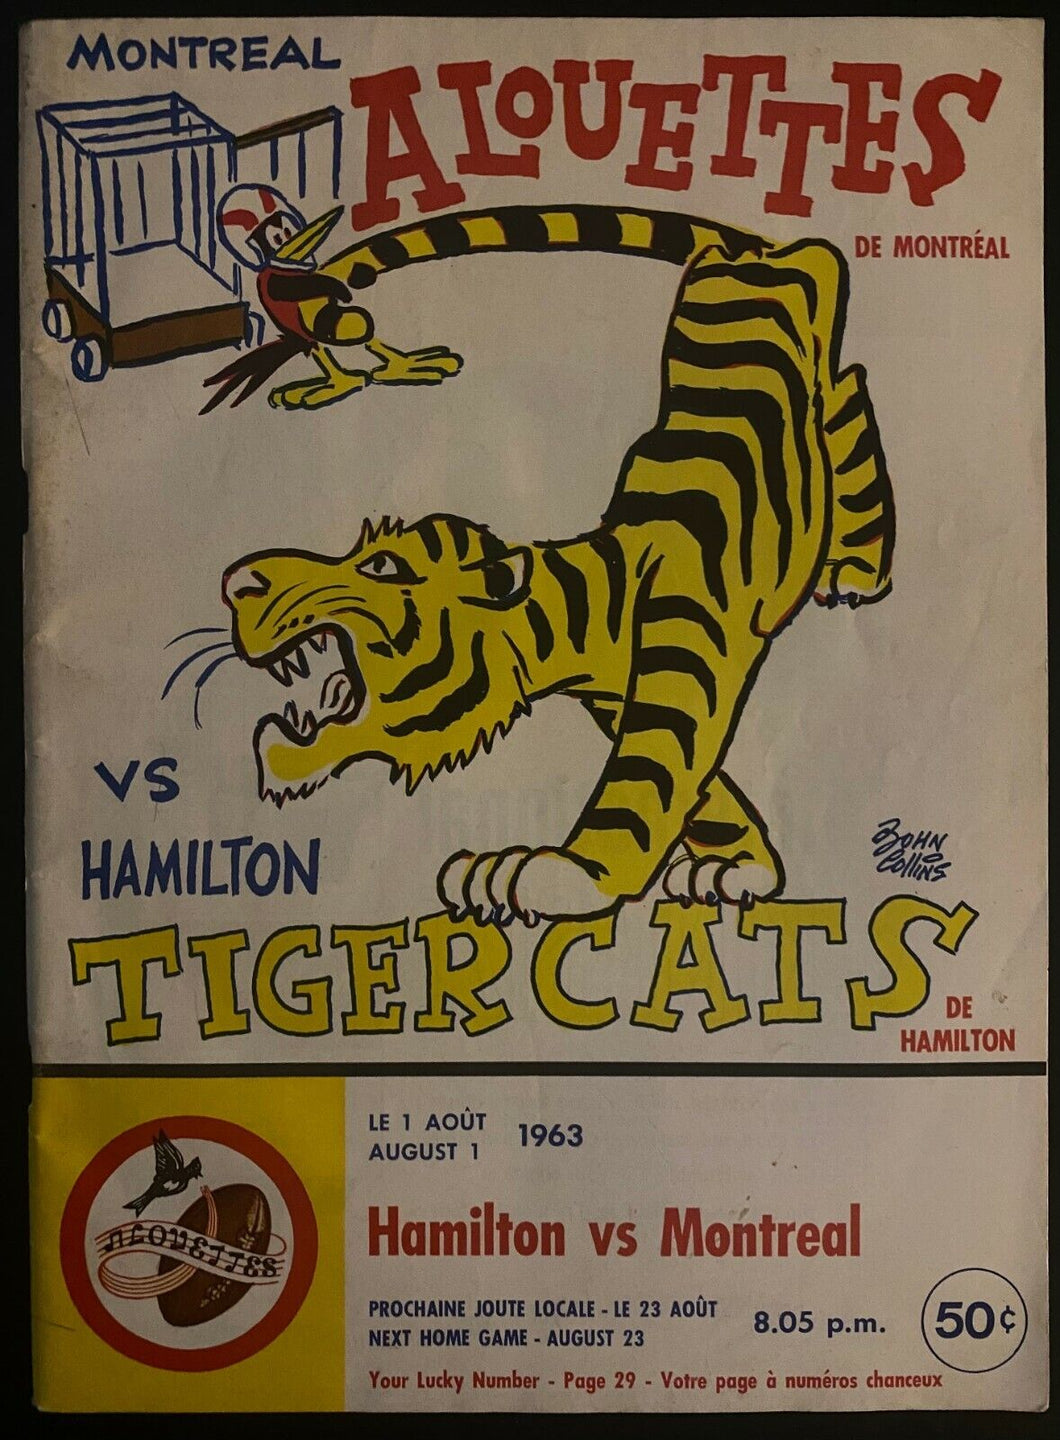 MONTREAL
ALOUETTES
DE MONTRÉAL
VS
HAMILTON
JOHN
COLLINS
TIGERCATS
DE
HAMILTON
LE 1 AOÛT
AUGUST 1
1963
ALOUETTES
Hamilton vs Montreal
PROCHAINE JOUTE LOCALE - LE 23 AOÛT
NEXT HOME GAME - AUGUST 23
8.05 p.m.
50¢
Your Lucky Number - Page 29 - Votre page à numéros chanceux